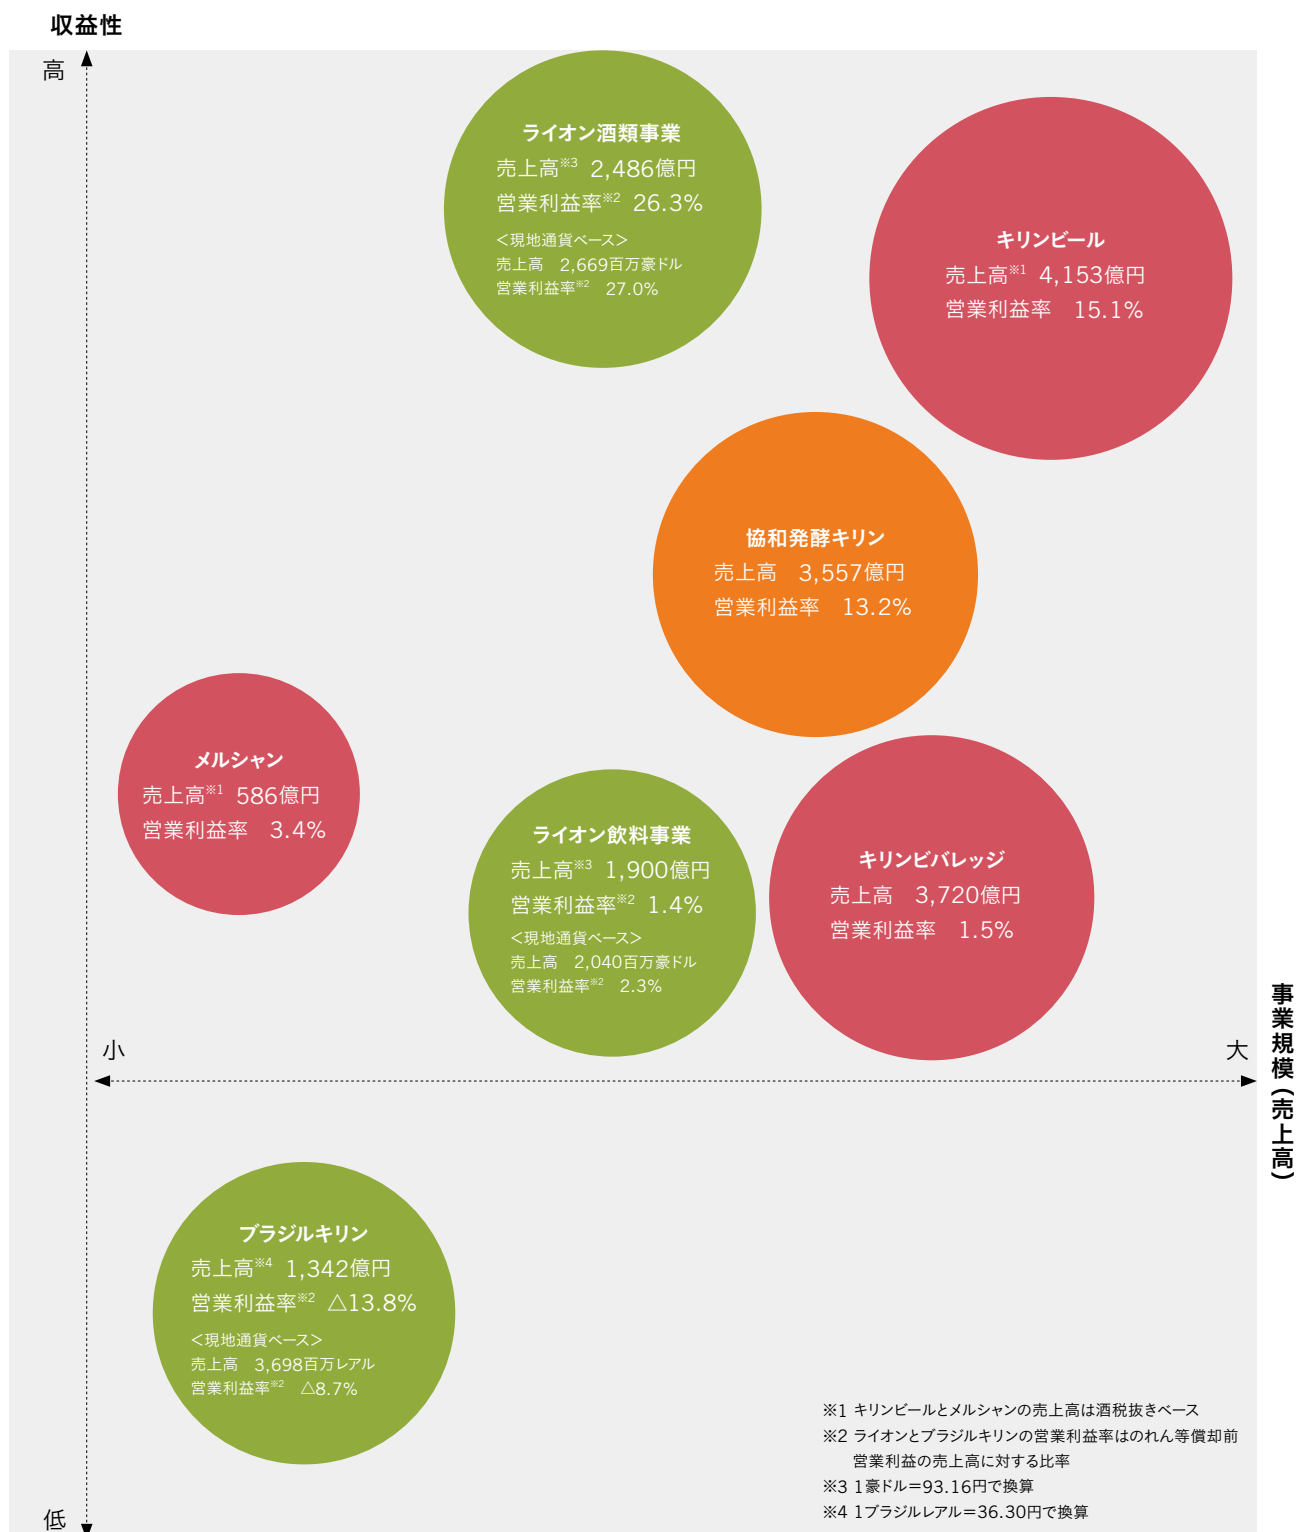 収益性
高
ライオン酒類事業
売上高※3 2,486億円
営業利益率※2 26.3%
<現地通貨ベース>
売上高 2,669百万豪ドル
営業利益率※2 27.0%
キリンビール
売上高※1 4,153億円
営業利益率 15.1%
協和発酵キリン
売上高 3,557億円
営業利益率 13.2%
メルシャン
売上高※1 586億円
営業利益率 3.4%
ライオン飲料事業
売上高※3 1,900億円
営業利益率※2 1.4%
<現地通貨ベース>
売上高 2,040百万豪ドル
営業利益率※2 2.3%
キリンビバレッジ
売上高 3,720億円
営業利益率 1.5%
小
大
事業規模(売上高)
ブラジルキリン
売上高※4 1,342億円
営業利益率※2 △13.8%
<現地通貨ベース>
売上高 3,698百万レアル
営業利益率※2 △8.7%
※1 キリンビールとメルシャンの売上高は酒税抜きベース
※2 ライオンとブラジルキリンの営業利益率はのれん等償却前
営業利益の売上高に対する比率
※3 1豪ドル=93.16円で換算
※4 1ブラジルレアル=36.30円で換算
低